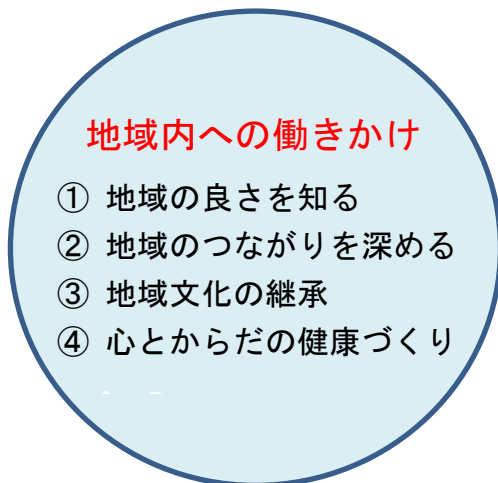 地域内への働きかけ
① 地域の良さを知る
② 地域のつながりを深める
③ 地域文化の継承
④ 心とからだの健康づくり